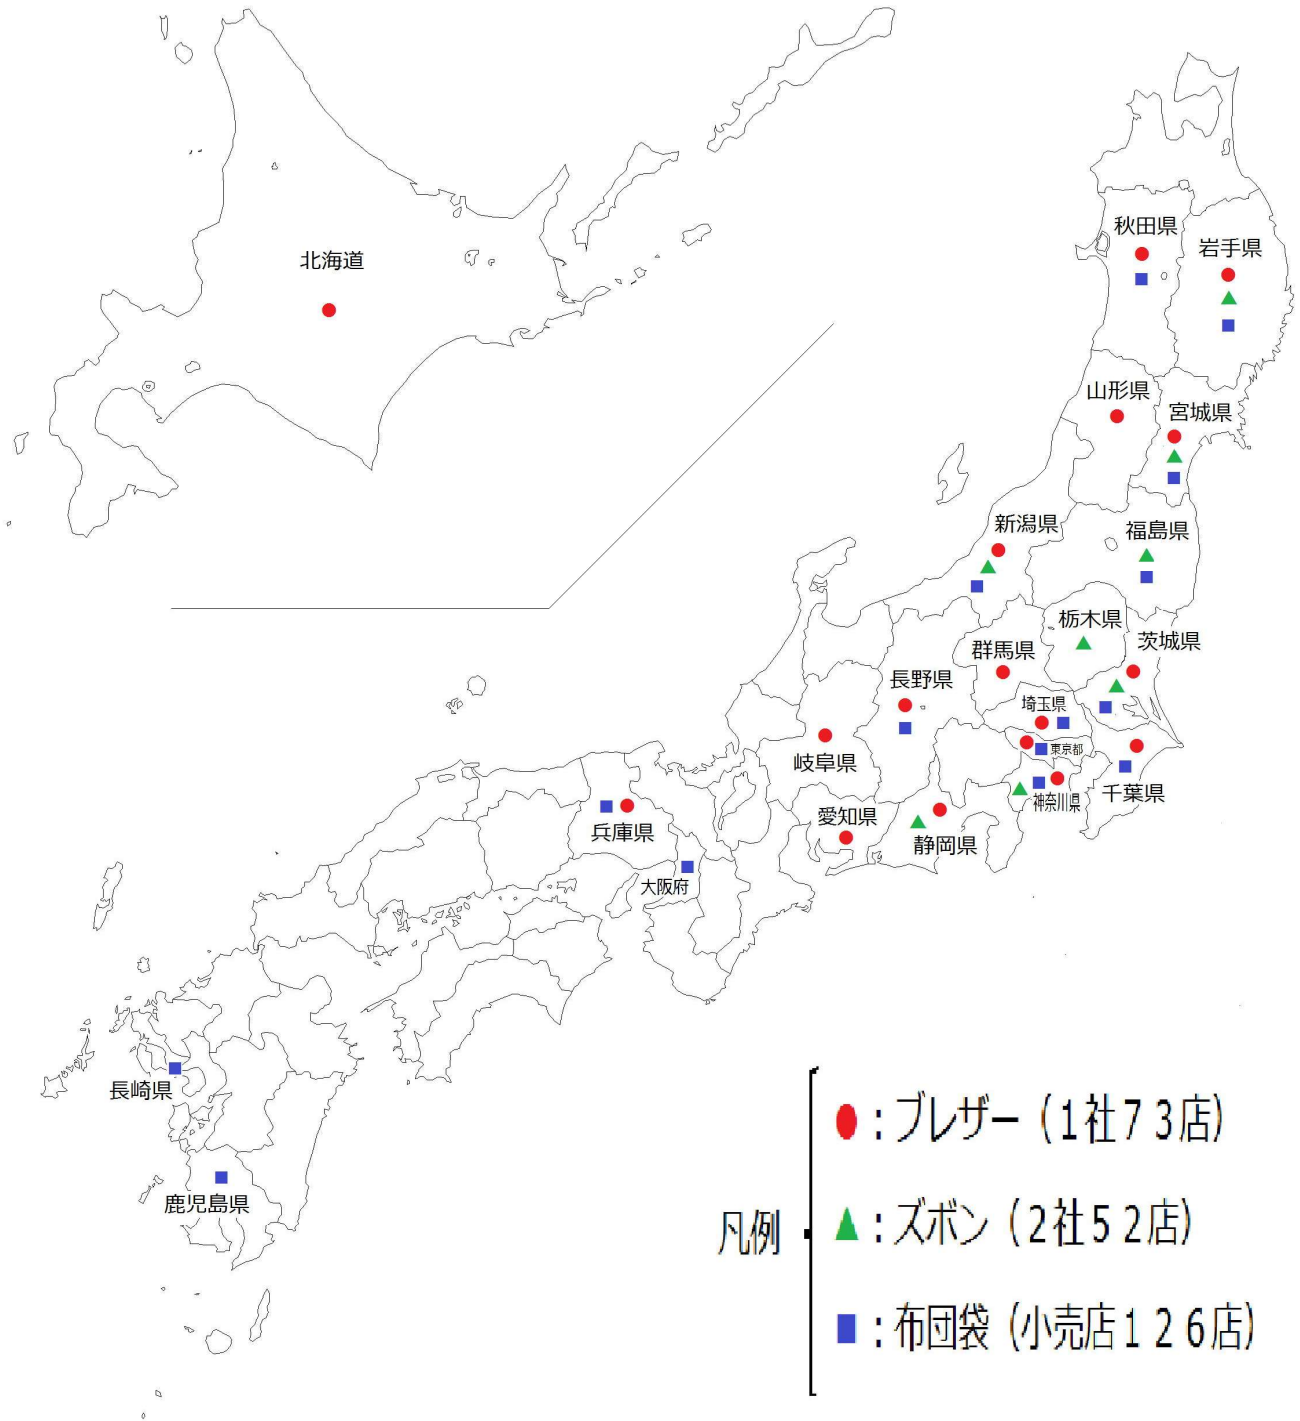 北海道
秋田県
岩手県
山形県
宮城県
新潟県
福島県
栃木県
茨城県
群馬県
長野県
埼玉県
東京都
岐阜県
神奈川県
千葉県
愛知県
静岡県
兵庫県
大阪府
長崎県
鹿児島県
凡例
：ブレザー（１社７３店）
：ズボン（２社５２店）
：布団袋（小売店１２６店）